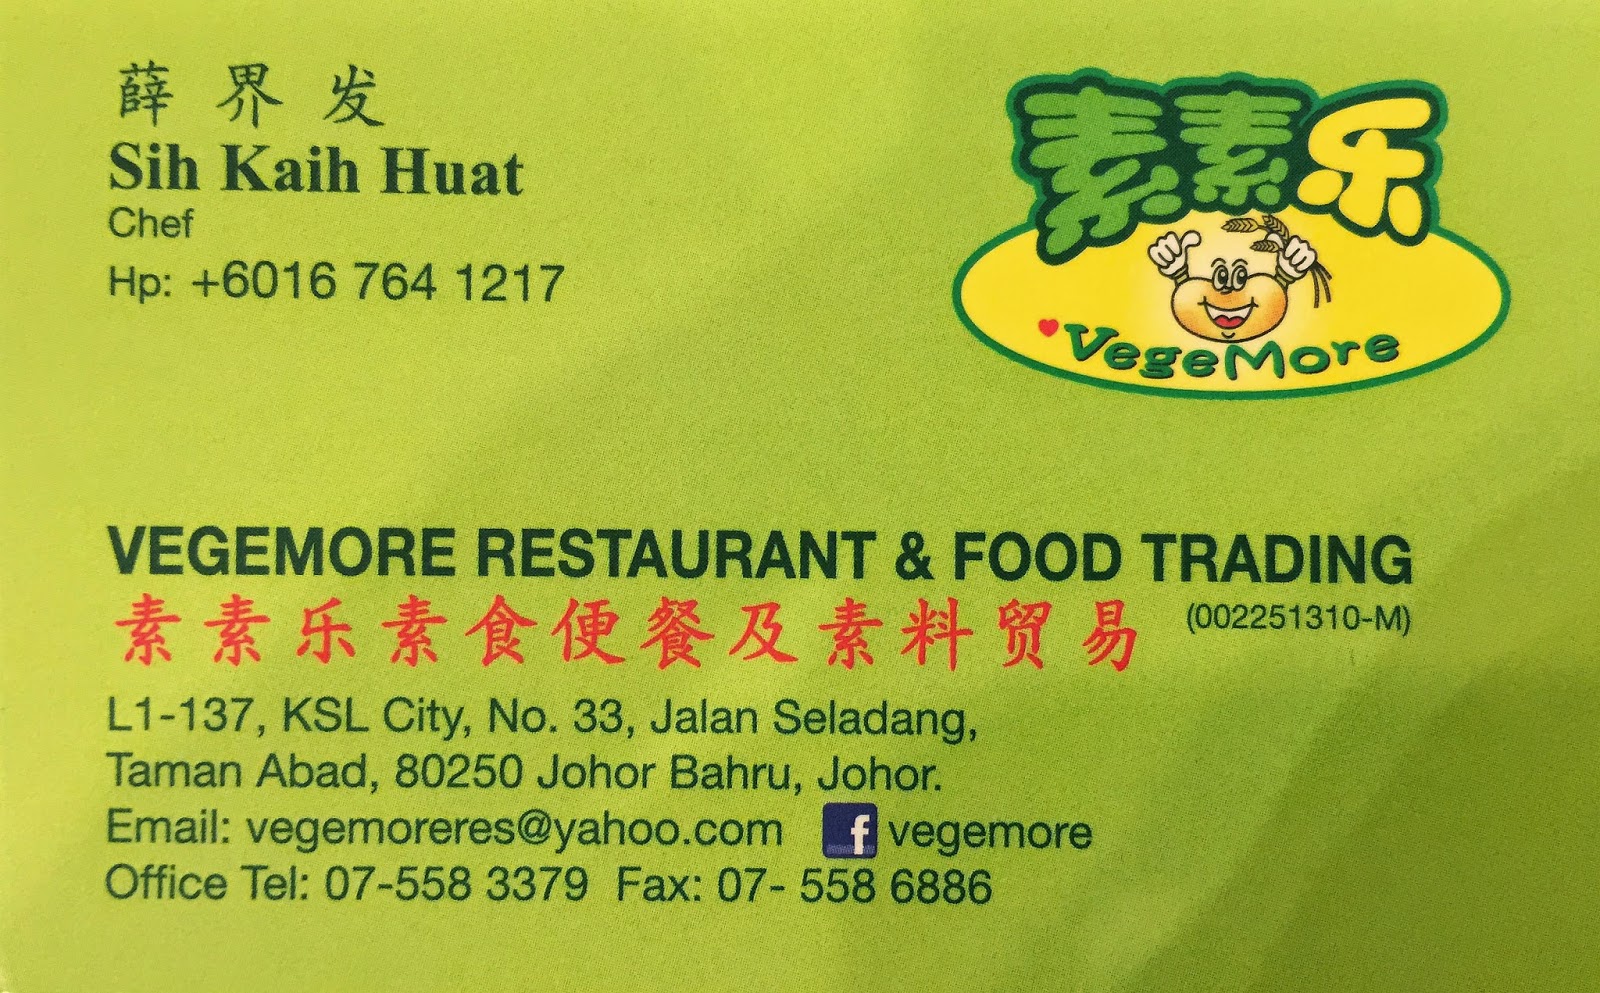 薛界发
Sih Kaih Huat
Chef
Hp: +6016 764 1217
素素乐
VegeMore
VEGEMORE RESTAURANT & FOOD TRADING
素素乐素食便餐及素料贸易 (002251310-M)
L1-137, KSL City, No. 33, Jalan Seladang,
Taman Abad, 80250 Johor Bahru, Johor.
Email: vegemoreres@yahoo.com f vegemore
Office Tel: 07-558 3379 Fax: 07- 558 6886